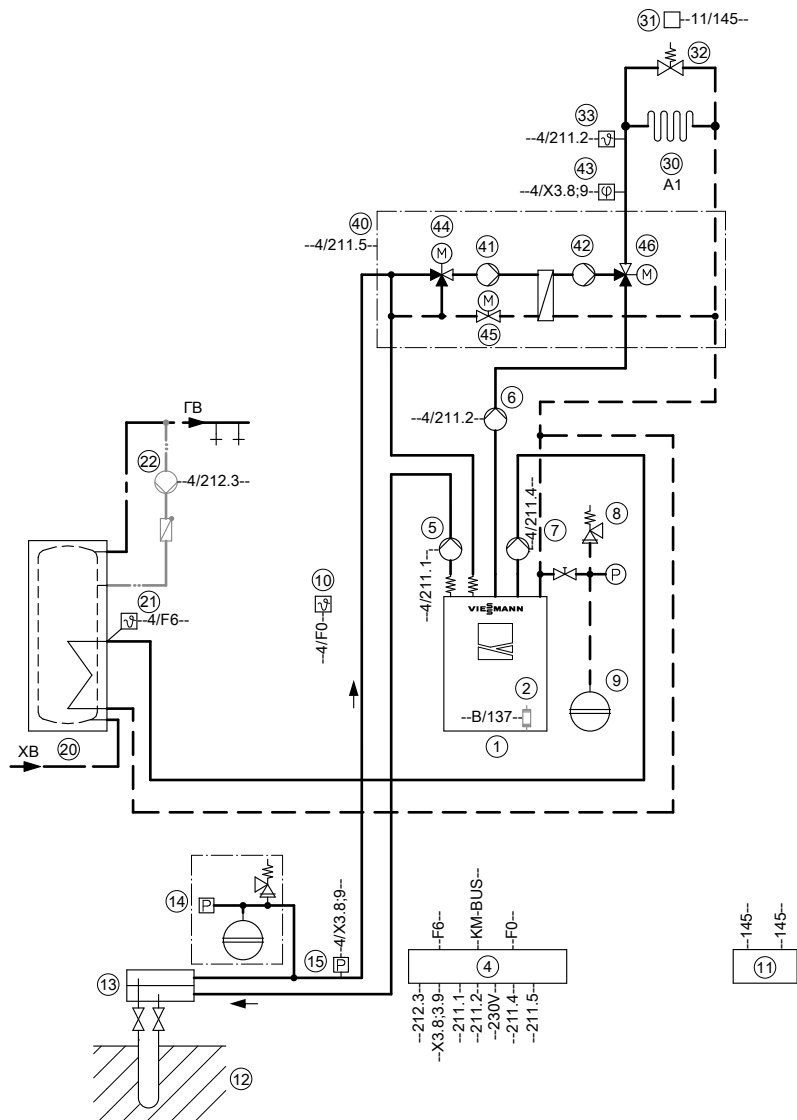 31 --11/145--
32
33
--4/211.2--
30
A1
43
--4/X3.8;9--
40
--4/211.5--
44
M
41
42
46
M
M
45
ГВ
6
--4/211.2--
22
--4/212.3--
5
--4/211.1--
--4/211.4--
7
8
P
10
--4/F0--
21
--4/F6--
VIESMANN
2
--B/137--
9
1
ХВ
20
14
P
15
P
--4/X3.8;9--
--F6--
--KM-BUS--
--F0--
4
--212.3--
--X3.8;3.9--
--211.1--
--211.2--
--230V--
--211.4--
--211.5--
--145--
--145--
11
13
12